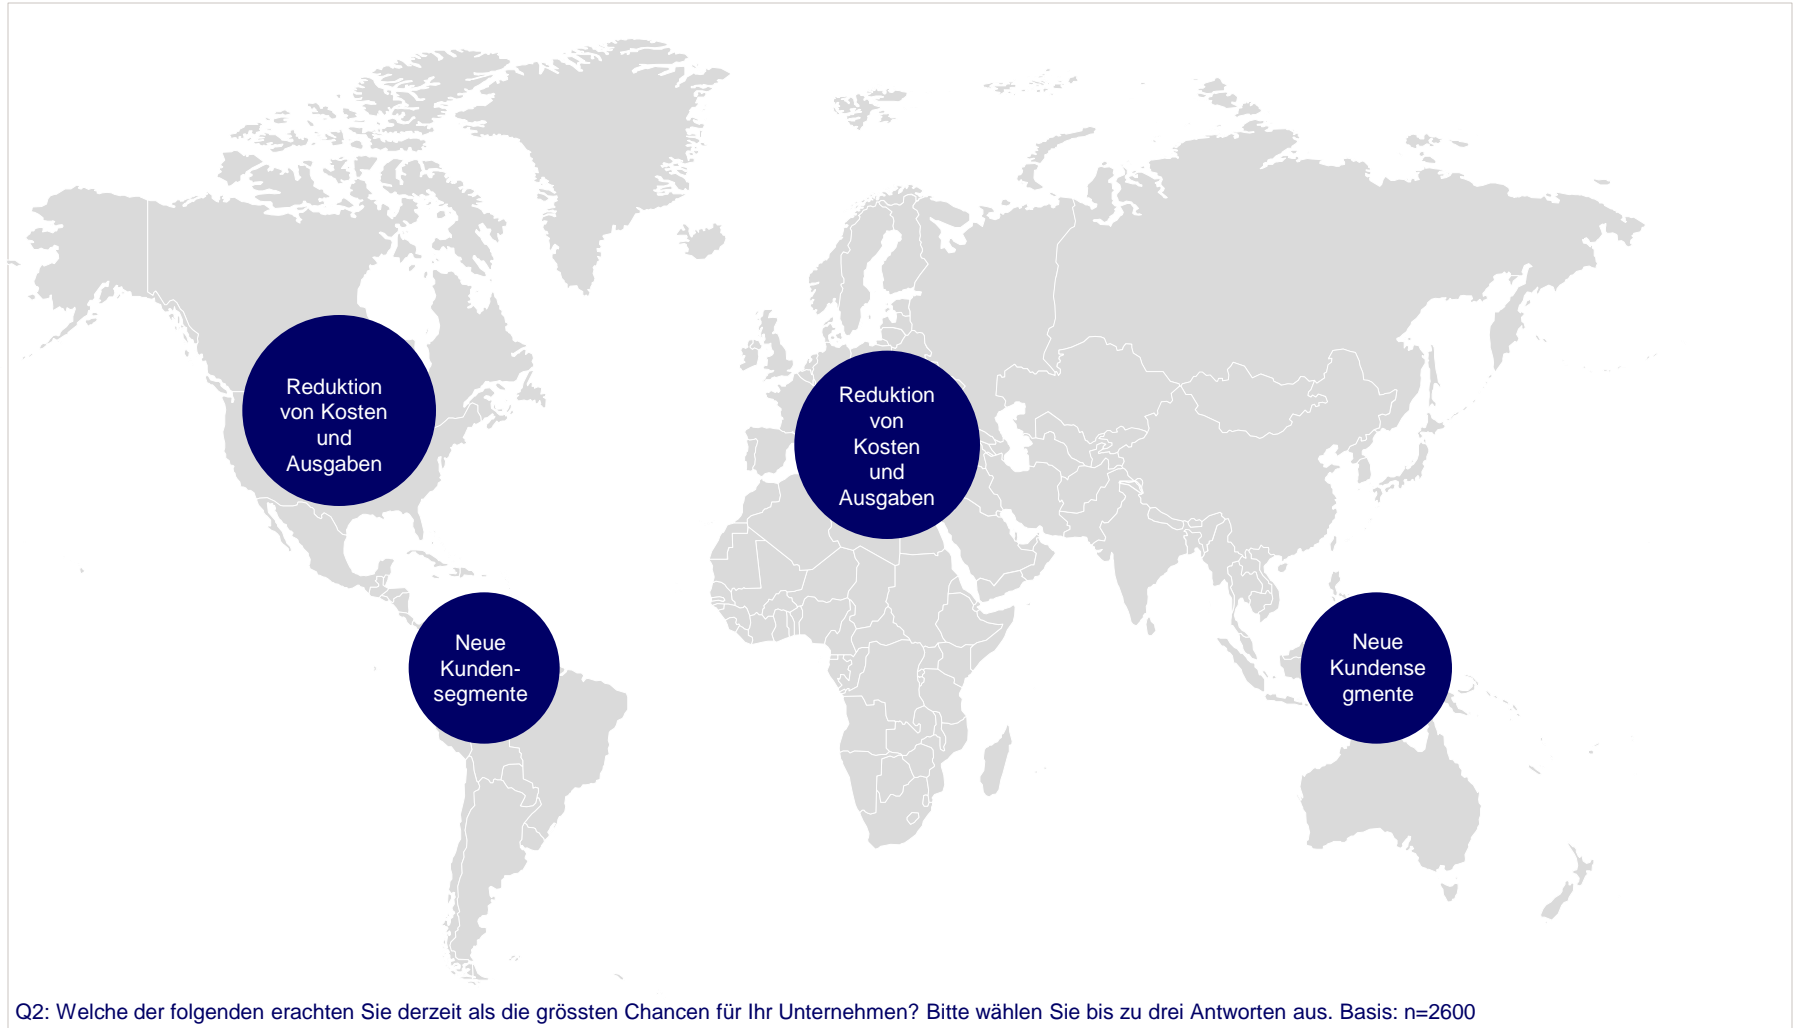 Reduktion
von Kosten
und
Ausgaben
Reduktion
von
Kosten
und
Ausgaben
Neue
Kunden-
segmente
Neue
Kundense
gmente
Q2: Welche der folgenden erachten Sie derzeit als die grössten Chancen für Ihr Unternehmen? Bitte wählen Sie bis zu drei Antworten aus. Basis: n=2600